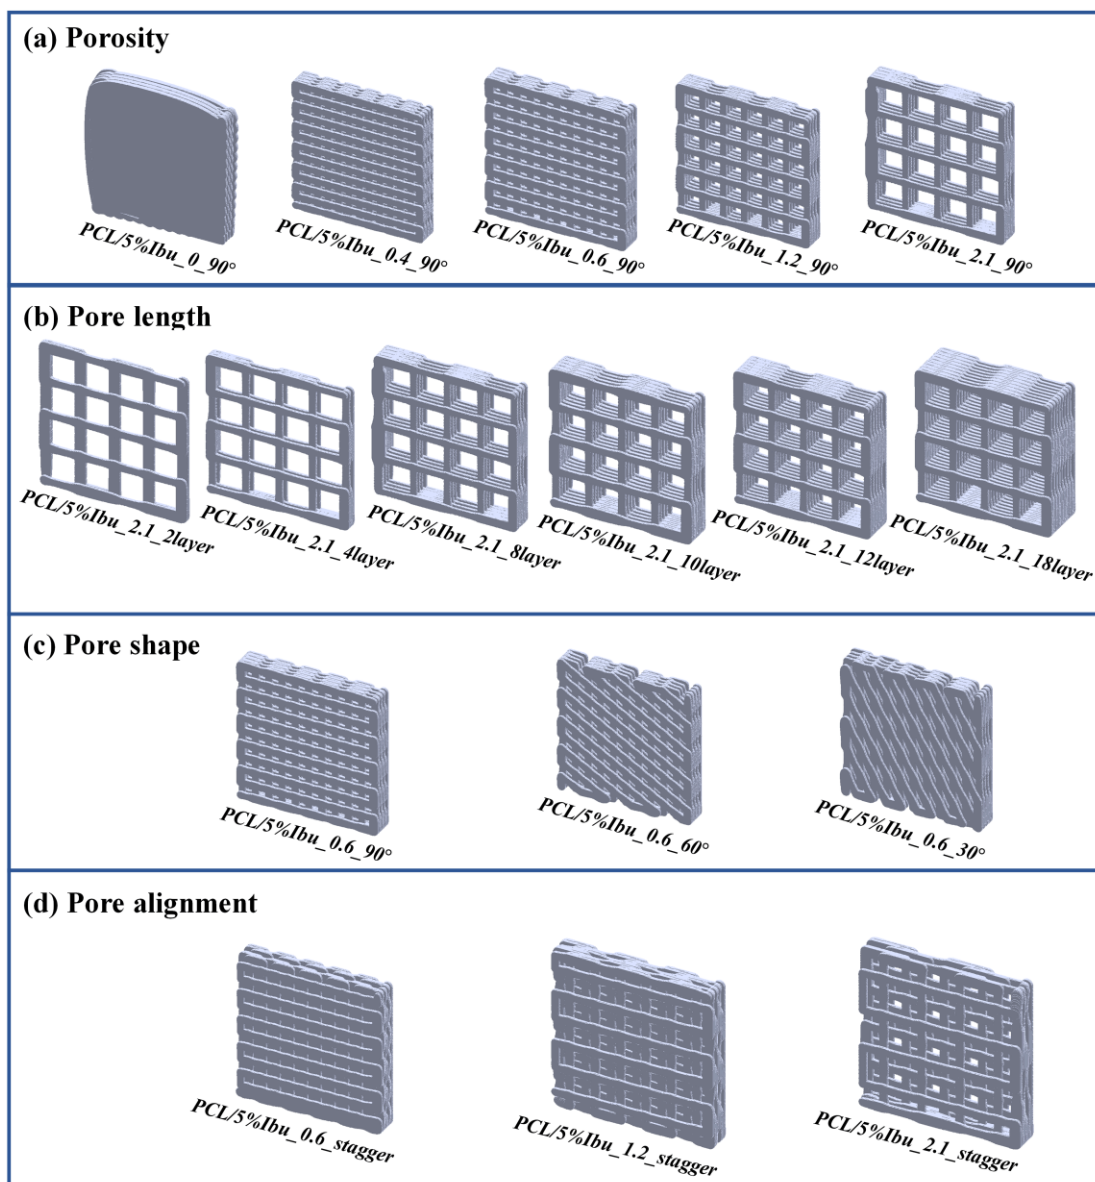 (a) Porosity
PCL/5%Ibu_0_90°
PCL/5%Ibu_0.4_90°
PCL/5%Ibu_0.6_90°
PCL/5%Ibu_1.2_90°
PCL/5%Ibu_2.1_90°
(b) Pore length
PCL/5%Ibu_2.1_2layer
PCL/5%Ibu_2.1_4layer
PCL/5%Ibu_2.1_8layer
PCL/5%Ibu_2.1_10layer
PCL/5%Ibu_2.1_12layer
PCL/5%Ibu_2.1_18layer
(c) Pore shape
PCL/5%Ibu_0.6_90°
PCL/5%Ibu_0.6_60°
PCL/5%Ibu_0.6_30°
(d) Pore alignment
PCL/5%Ibu_0.6_stagger
PCL/5%Ibu_1.2_stagger
PCL/5%Ibu_2.1_stagger